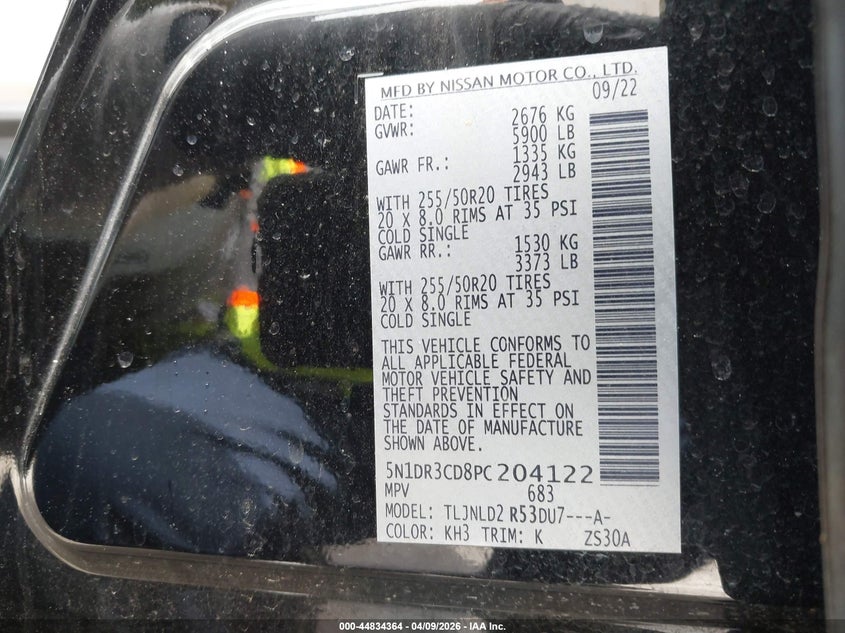 MFD BY NISSAN MOTOR CO., LTD.
DATE: 09/22
GVWR: 2676 KG
5900 LB
GAWR FR.: 1335 KG
2943 LB
WITH 255/50R20 TIRES
20 X 8.0 RIMS AT 35 PSI
COLD SINGLE
GAWR RR.: 1530 KG
3373 LB
WITH 255/50R20 TIRES
20 X 8.0 RIMS AT 35 PSI
COLD SINGLE
THIS VEHICLE CONFORMS TO
ALL APPLICABLE FEDERAL
MOTOR VEHICLE SAFETY AND
THEFT PREVENTION
STANDARDS IN EFFECT ON
THE DATE OF MANUFACTURE
SHOWN ABOVE.
5N1DR3CD8PC204122
MPV 683
MODEL: TLJNLD2 R53DU7---A-
COLOR: KH3 TRIM: K ZS30A
000-44834364 - 04/09/2026 - IAA Inc.